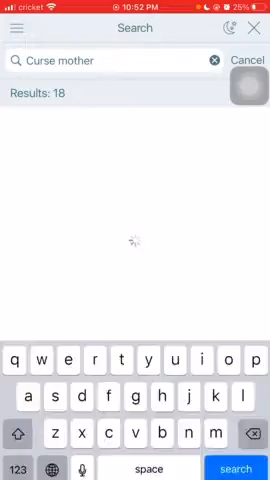 cricket 10:52 PM 25%
Search
Curse mother Cancel
Results: 18
q w e r t y u i o p
a s d f g h j k l
z x c v b n m
123 space search